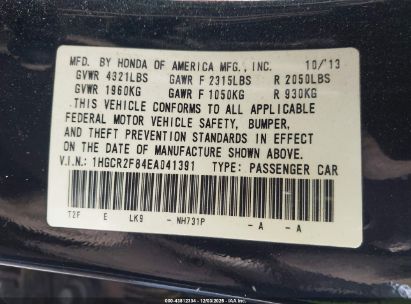 MFD. BY HONDA OF AMERICA MFG., INC. 10/'13
GVWR 4321LBS GAWR F 2315LBS R 2050LBS
GVWR 1960KG GAWR F 1050KG R 930KG
THIS VEHICLE CONFORMS TO ALL APPLICABLE
FEDERAL MOTOR VEHICLE SAFETY, BUMPER,
AND THEFT PREVENTION STANDARDS IN EFFECT
ON THE DATE OF MANUFACTURE SHOWN ABOVE.
V.I.N.: 1HGCR2F84EA041391 TYPE: PASSENGER CAR
T2F E LK9 - NH731P - A - A